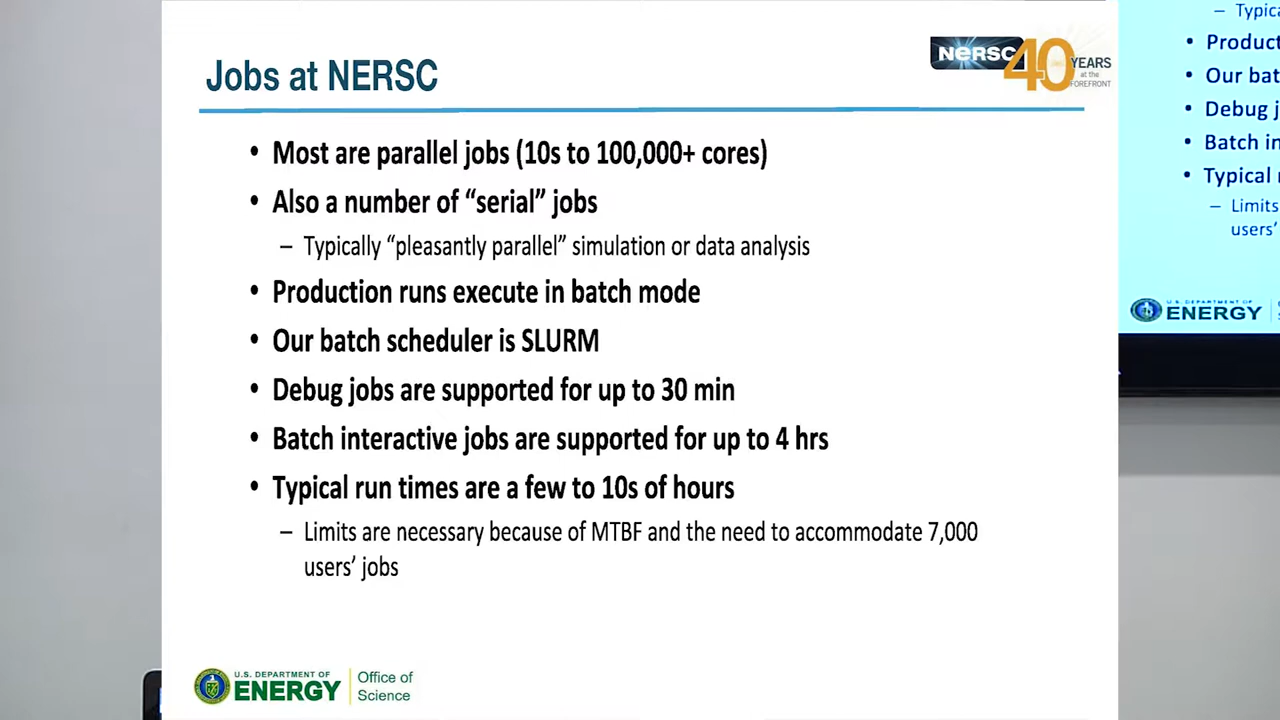 Jobs at NERSC
NERSC 40 YEARS
at the
FOREFRONT
• Most are parallel jobs (10s to 100,000+ cores)
• Also a number of “serial” jobs
– Typically “pleasantly parallel” simulation or data analysis
• Production runs execute in batch mode
• Our batch scheduler is SLURM
• Debug jobs are supported for up to 30 min
• Batch interactive jobs are supported for up to 4 hrs
• Typical run times are a few to 10s of hours
– Limits are necessary because of MTBF and the need to accommodate 7,000
users’ jobs
U.S. DEPARTMENT OF
ENERGY
Office of
Science
– Typica
• Product
• Our bat
• Debug j
• Batch in
• Typical
– Limits
users’
U.S. DEPARTMENT OF
ENERGY